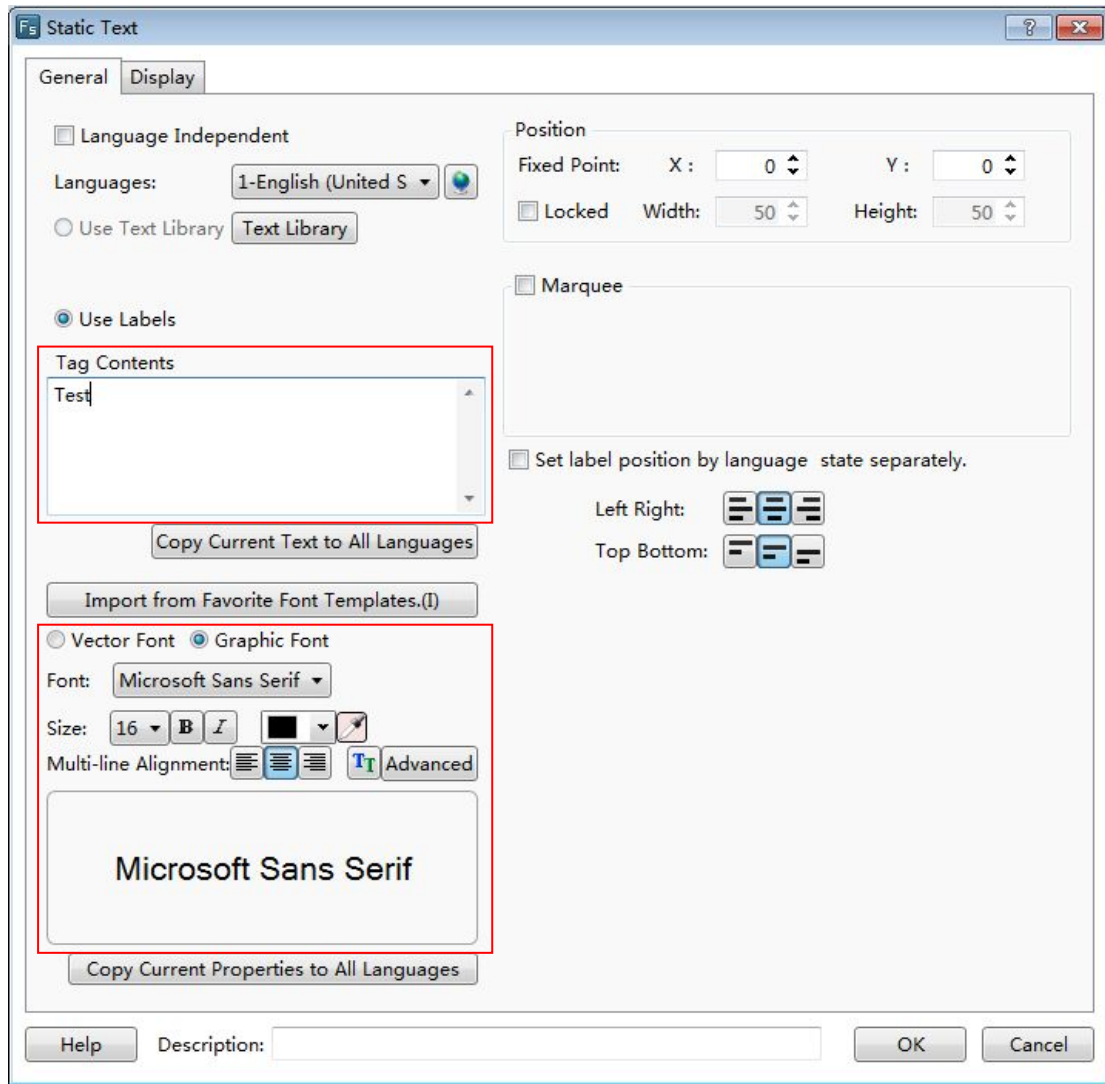 Fs Static Text ?
General Display
Language Independent
Languages: 1-English (United S
Use Text Library Text Library
Use Labels
Tag Contents
Test
Copy Current Text to All Languages
Import from Favorite Font Templates.(I)
Vector Font Graphic Font
Font: Microsoft Sans Serif
Size: 16 B I
Multi-line Alignment: TT Advanced
Microsoft Sans Serif
Copy Current Properties to All Languages
Position
Fixed Point: X : 0 Y : 0
Locked Width: 50 Height: 50
Marquee
Set label position by language state separately.
Left Right:
Top Bottom:
Help Description: OK Cancel